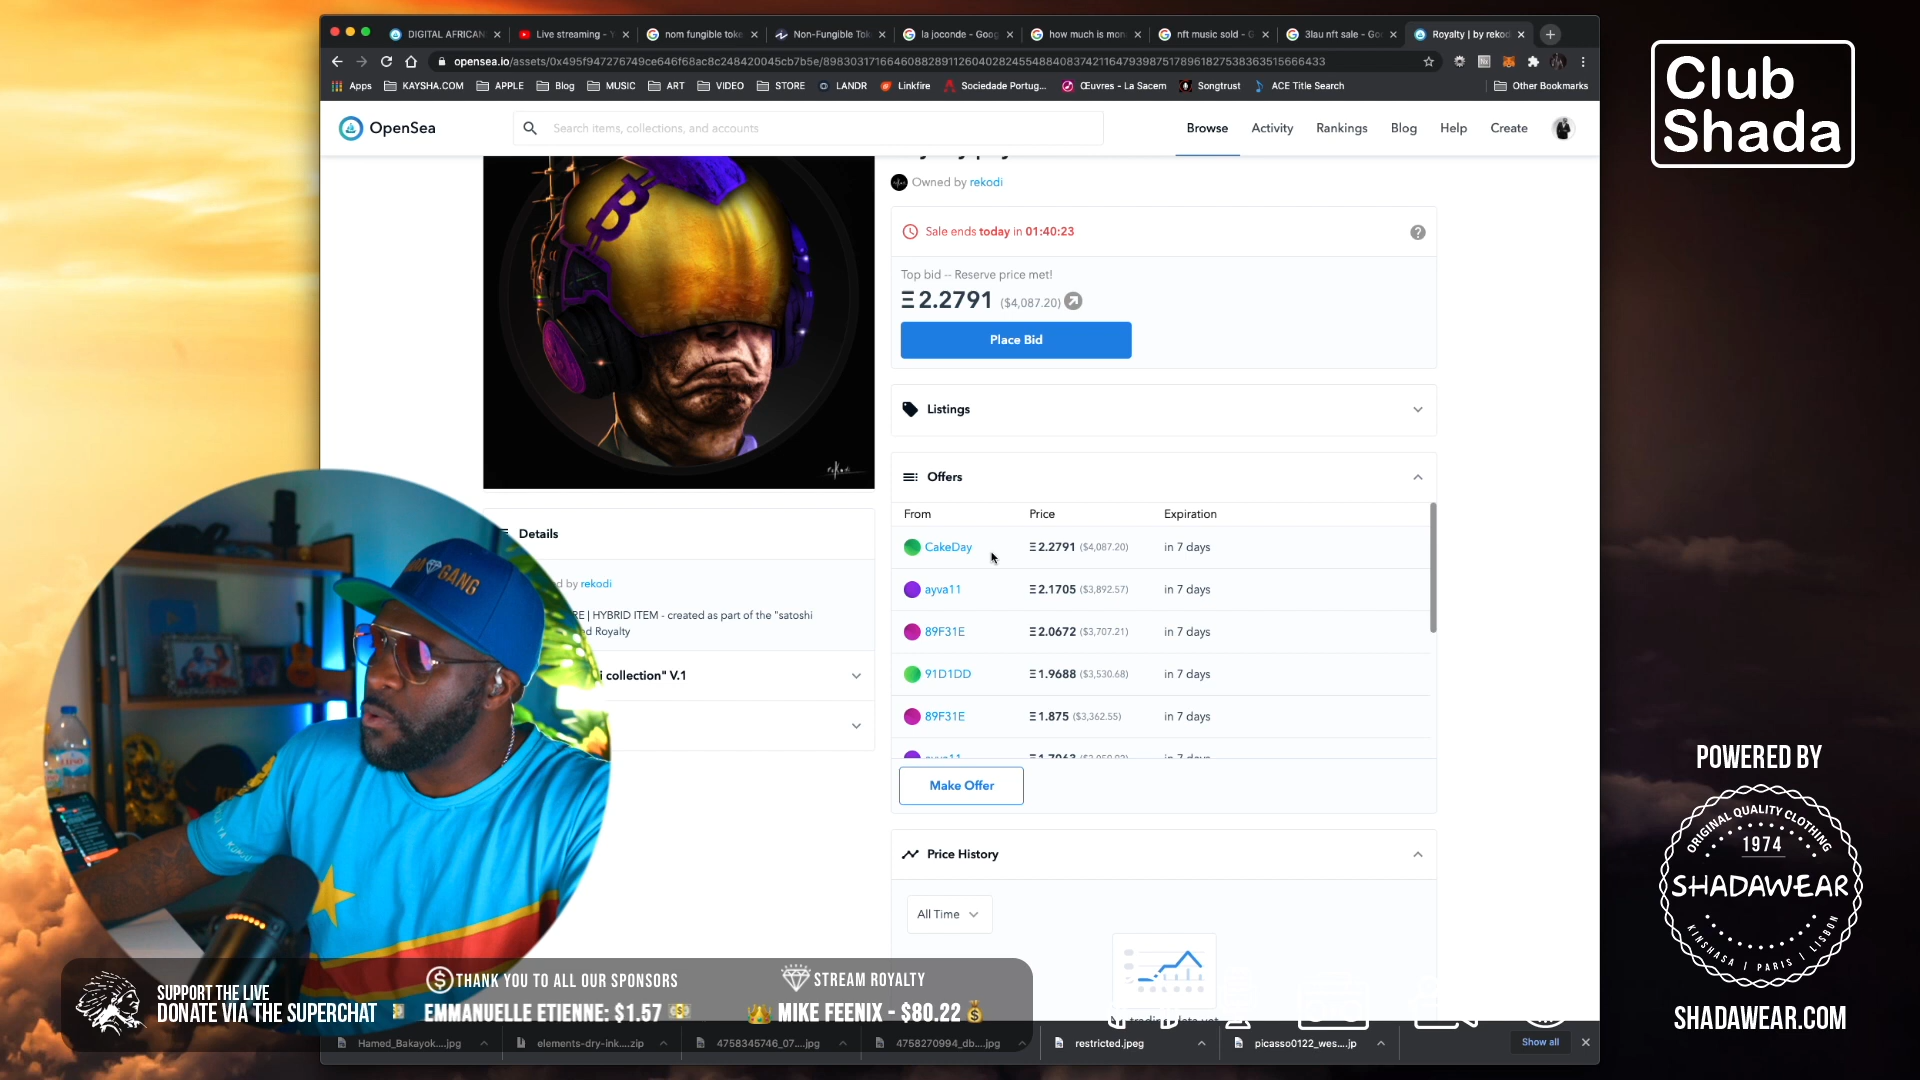 DIGITAL AFRICAN
Live streaming - Y
nom fungible toke
Non-Fungible Tok
la joconde - Goog
how much is mon
nft music sold - G
3lau nft sale - Goo
Royalty | by rekod
opensea.io/assets/0x495f947276749ce646f68ac8c248420045cb7b5e/89830317166460882891126040282455488408374211647939875178961827538363515666433
Apps
KAYSHA.COM
APPLE
Blog
MUSIC
ART
VIDEO
STORE
LANDR
Linkfire
Sociedade Portug...
Œuvres - La Sacem
Songtrust
ACE Title Search
Other Bookmarks
OpenSea
Search items, collections, and accounts
Browse
Activity
Rankings
Blog
Help
Create
Owned by rekodi
Sale ends today in 01:40:23
Top bid -- Reserve price met!
Ξ 2.2791 ($4,087.20)
Place Bid
Listings
Offers
From Price Expiration
CakeDay Ξ 2.2791 ($4,087.20) in 7 days
ayva11 Ξ 2.1705 ($3,892.57) in 7 days
89F31E Ξ 2.0672 ($3,707.21) in 7 days
91D1DD Ξ 1.9688 ($3,530.68) in 7 days
89F31E Ξ 1.875 ($3,362.55) in 7 days
Make Offer
Price History
All Time
rekodi
Details
by rekodi
RE | HYBRID ITEM - created as part of the "satoshi
d Royalty
i collection" V.1
GANG
Club
Shada
POWERED BY
ORIGINAL QUALITY CLOTHING
1974
SHADAWEAR
KINSHASA | PARIS | LISBON
SHADAWEAR.COM
SUPPORT THE LIVE
DONATE VIA THE SUPERCHAT
THANK YOU TO ALL OUR SPONSORS
EMMANUELLE ETIENNE: $1.57
STREAM ROYALTY
MIKE FEENIX - $80.22
Hamed_Bakayok....jpg
elements-dry-ink....zip
4758345746_07....jpg
4758270994_db....jpg
restricted.jpeg
picasso0122_wes....jp
Show all